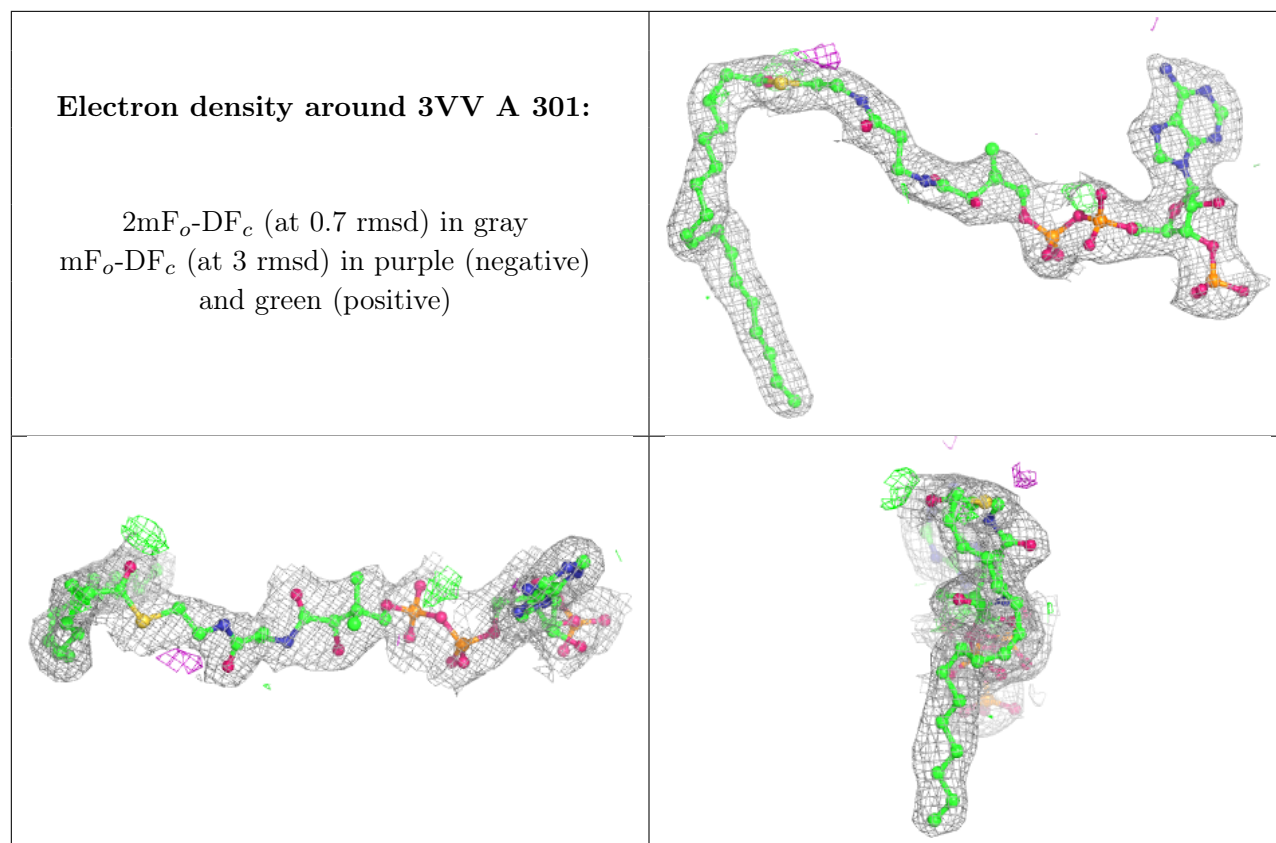 Electron density around 3VV A 301:
2mFₒ-DF𝒸 (at 0.7 rmsd) in gray
mFₒ-DF𝒸 (at 3 rmsd) in purple (negative)
and green (positive)